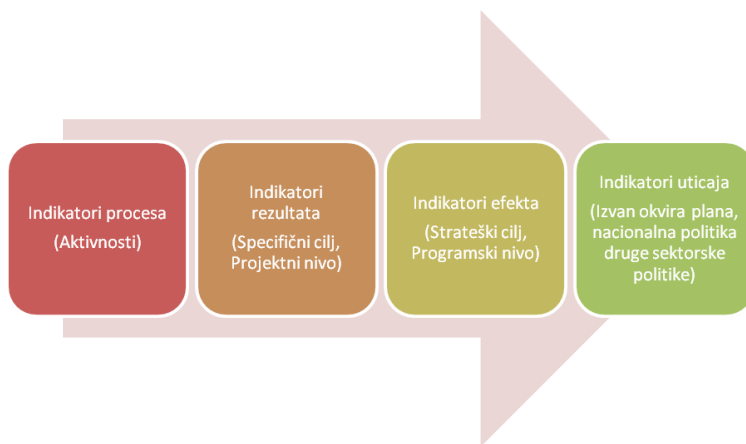 Indikatori procesa
(Aktivnosti)
Indikatori
rezultata
(Specifični cilj,
Projektni nivo)
Indikatori efekta
(Strateški cilj,
Programski nivo)
Indikatori uticaja
(Izvan okvira plana,
nacionalna politika
druge sektorske
politike)